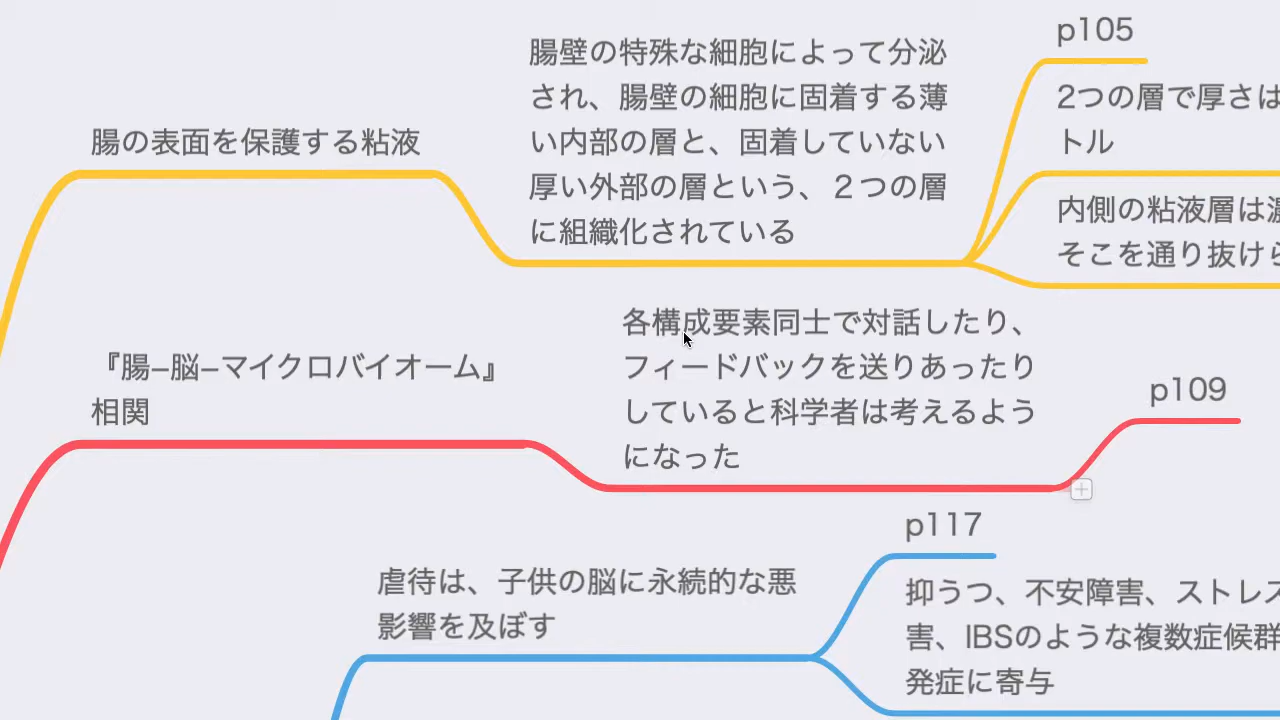 腸の表面を保護する粘液
腸壁の特殊な細胞によって分泌
され、腸壁の細胞に固着する薄
い内部の層と、固着していない
厚い外部の層という、２つの層
に組織化されている
p105
2つの層で厚さは
トル
内側の粘液層は濃
そこを通り抜けら
『腸–脳–マイクロバイオーム』
相関
各構成要素同士で対話したり、
フィードバックを送りあったり
していると科学者は考えるよう
になった
p109
虐待は、子供の脳に永続的な悪
影響を及ぼす
p117
抑うつ、不安障害、ストレス
害、IBSのような複数症候群
発症に寄与